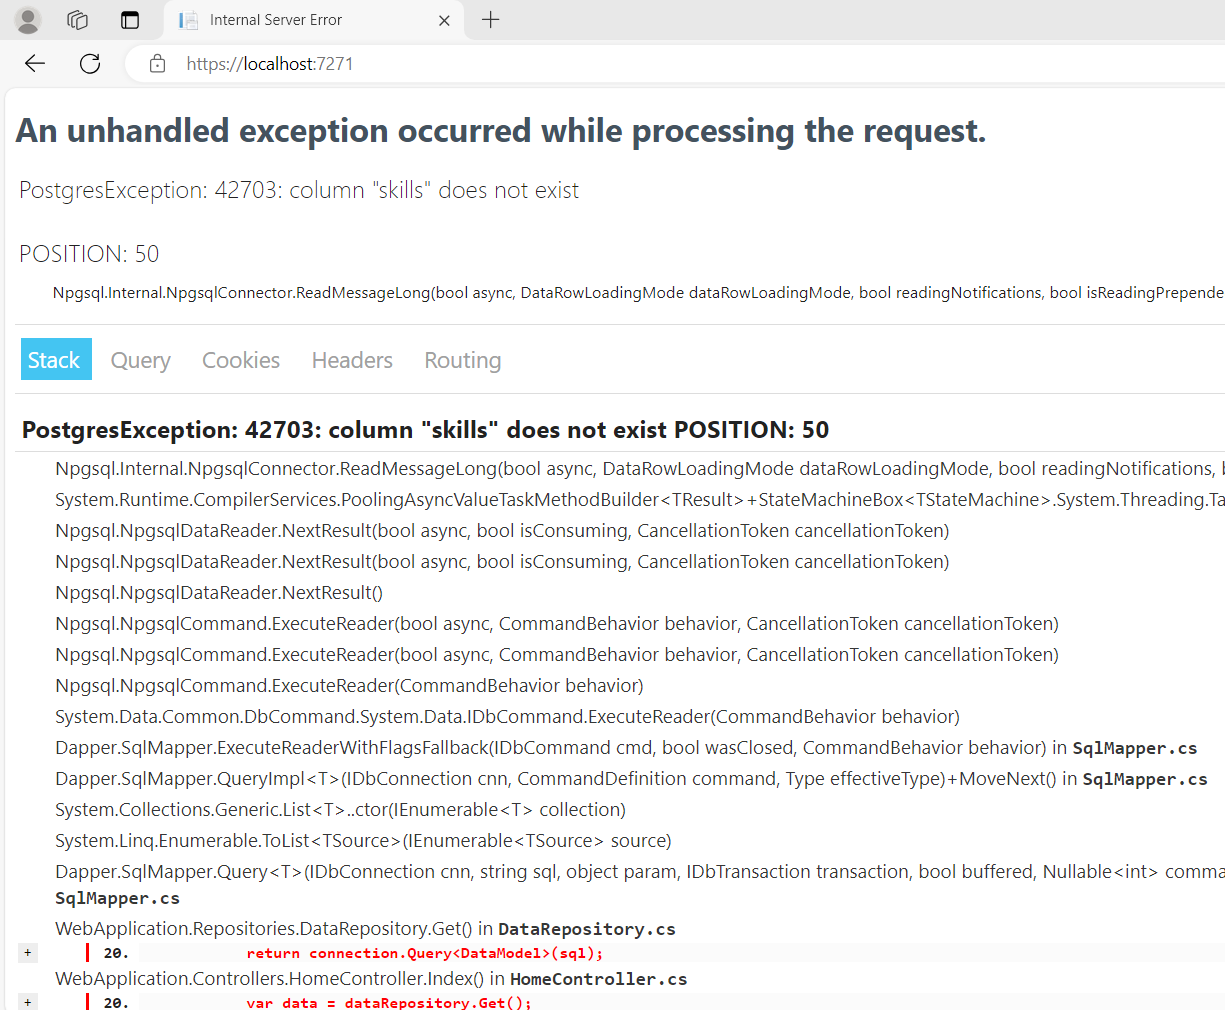 Internal Server Error
https://localhost:7271
An unhandled exception occurred while processing the request.
PostgresException: 42703: column "skills" does not exist
POSITION: 50
Npgsql.Internal.NpgsqlConnector.ReadMessageLong(bool async, DataRowLoadingMode dataRowLoadingMode, bool readingNotifications, bool isReadingPrepende
Stack Query Cookies Headers Routing
PostgresException: 42703: column "skills" does not exist POSITION: 50
Npgsql.Internal.NpgsqlConnector.ReadMessageLong(bool async, DataRowLoadingMode dataRowLoadingMode, bool readingNotifications, b
System.Runtime.CompilerServices.PoolingAsyncValueTaskMethodBuilder<TResult>+StateMachineBox<TStateMachine>.System.Threading.Ta
Npgsql.NpgsqlDataReader.NextResult(bool async, bool isConsuming, CancellationToken cancellationToken)
Npgsql.NpgsqlDataReader.NextResult(bool async, bool isConsuming, CancellationToken cancellationToken)
Npgsql.NpgsqlDataReader.NextResult()
Npgsql.NpgsqlCommand.ExecuteReader(bool async, CommandBehavior behavior, CancellationToken cancellationToken)
Npgsql.NpgsqlCommand.ExecuteReader(bool async, CommandBehavior behavior, CancellationToken cancellationToken)
Npgsql.NpgsqlCommand.ExecuteReader(CommandBehavior behavior)
System.Data.Common.DbCommand.System.Data.IDbCommand.ExecuteReader(CommandBehavior behavior)
Dapper.SqlMapper.ExecuteReaderWithFlagsFallback(IDbCommand cmd, bool wasClosed, CommandBehavior behavior) in SqlMapper.cs
Dapper.SqlMapper.QueryImpl<T>(IDbConnection cnn, CommandDefinition command, Type effectiveType)+MoveNext() in SqlMapper.cs
System.Collections.Generic.List<T>..ctor(IEnumerable<T> collection)
System.Linq.Enumerable.ToList<TSource>(IEnumerable<TSource> source)
Dapper.SqlMapper.Query<T>(IDbConnection cnn, string sql, object param, IDbTransaction transaction, bool buffered, Nullable<int> comma
SqlMapper.cs
WebApplication.Repositories.DataRepository.Get() in DataRepository.cs
+ 20. return connection.Query<DataModel>(sql);
WebApplication.Controllers.HomeController.Index() in HomeController.cs
+ 20. var data = dataRepository.Get();